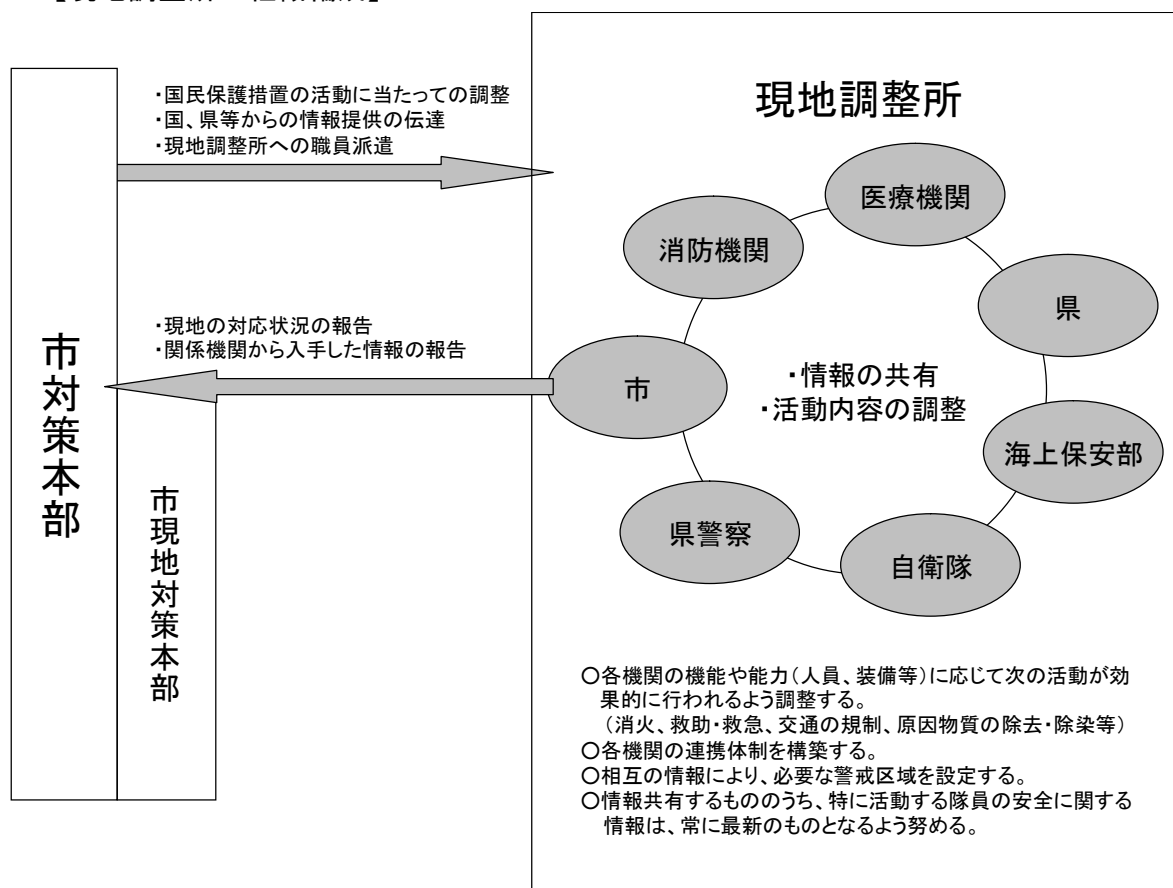 ・国民保護措置の活動に当たっての調整
・国、県等からの情報提供の伝達
・現地調整所への職員派遣
・現地の対応状況の報告
・関係機関から入手した情報の報告
市対策本部
市現地対策本部
現地調整所
医療機関
消防機関
県
市
・情報の共有
・活動内容の調整
海上保安部
県警察
自衛隊
○各機関の機能や能力(人員、装備等)に応じて次の活動が効
果的に行われるよう調整する。
(消火、救助・救急、交通の規制、原因物質の除去・除染等)
○各機関の連携体制を構築する。
○相互の情報により、必要な警戒区域を設定する。
○情報共有するもののうち、特に活動する隊員の安全に関する
情報は、常に最新のものとなるよう努める。